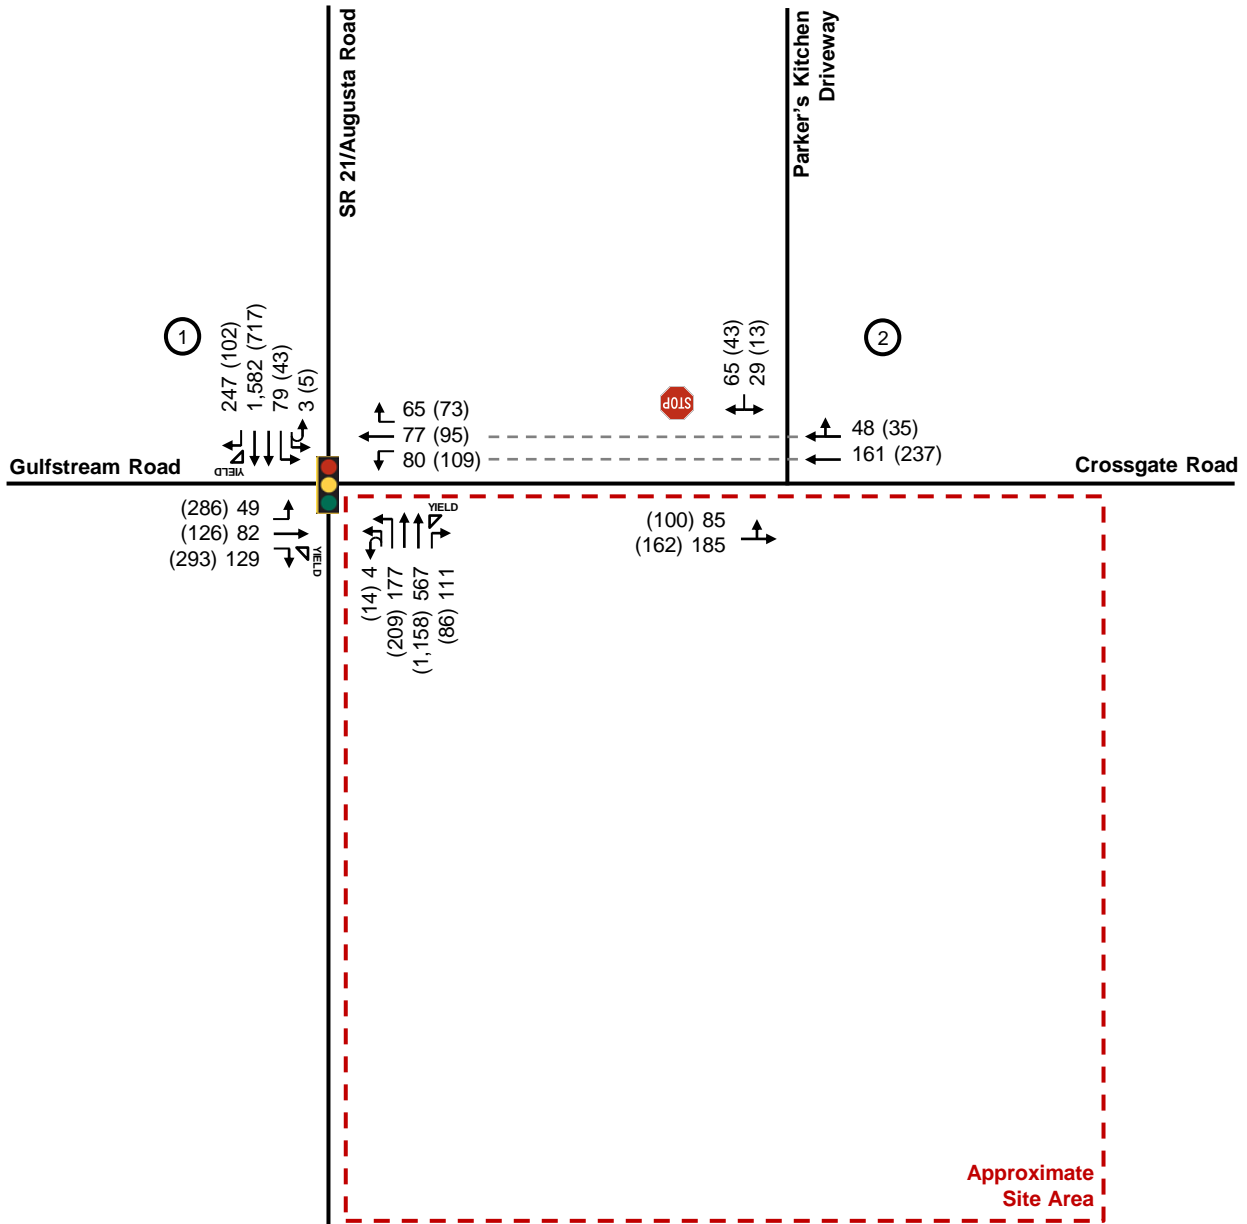 SR 21/Augusta Road
Parker's Kitchen
Driveway
1
247 (102)
1,582 (717)
79 (43)
3 (5)
YIELD
65 (73)
77 (95)
80 (109)
STOP
65 (43)
29 (13)
2
48 (35)
161 (237)
Gulfstream Road
Crossgate Road
(286) 49
(126) 82
(293) 129
YIELD
YIELD
(14) 4
(209) 177
(1,158) 567
(86) 111
(100) 85
(162) 185
Approximate
Site Area